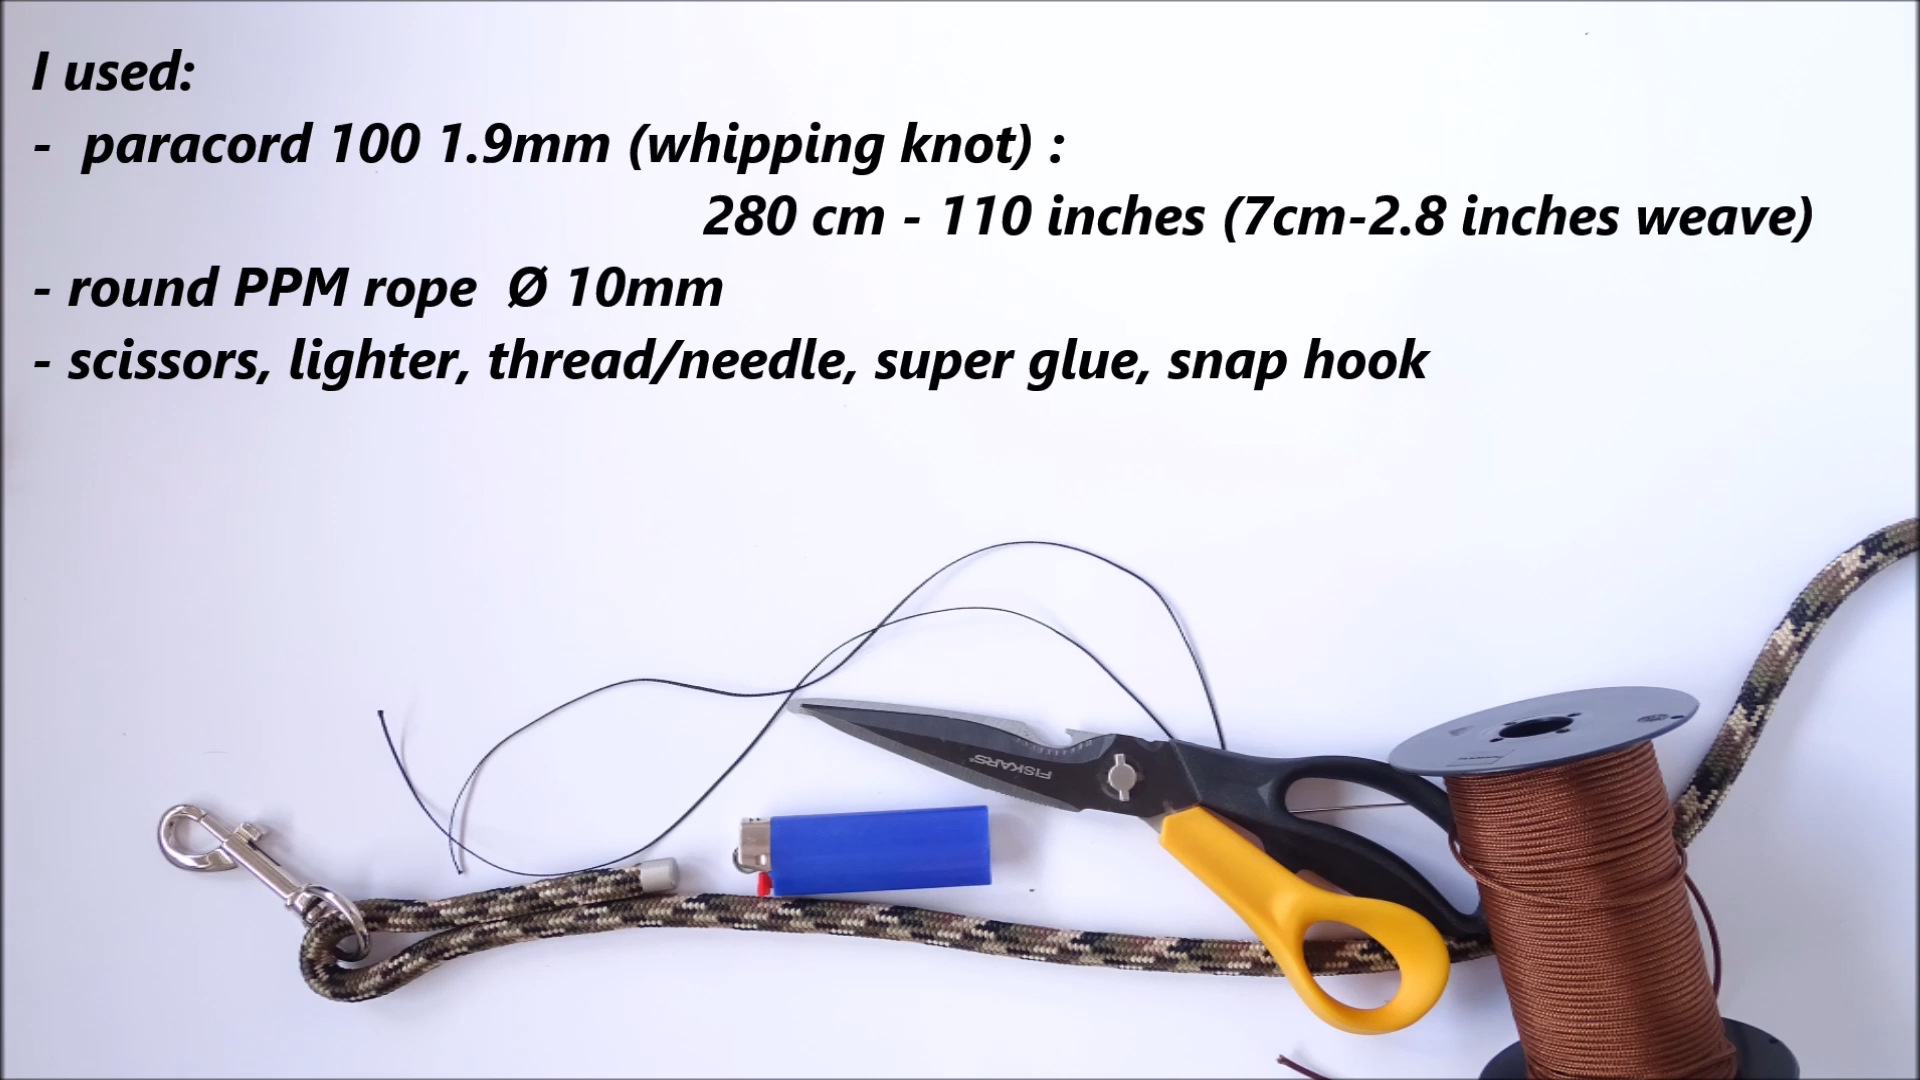 I used:
- paracord 100 1.9mm (whipping knot) :
280 cm - 110 inches (7cm-2.8 inches weave)
- round PPM rope Ø 10mm
- scissors, lighter, thread/needle, super glue, snap hook
FISKARS